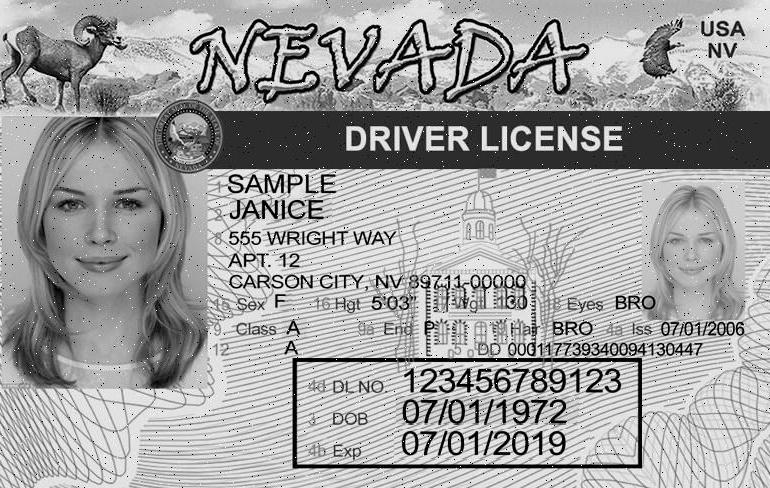 NEVADA
USA
NV
DRIVER LICENSE
1 SAMPLE
2 JANICE
8 555 WRIGHT WAY
APT. 12
CARSON CITY, NV 89711-00000
15 Sex F 16 Hgt 5'03" 17 Wgt 130 18 Eyes BRO
9. Class A 9a End P Hair BRO 4a Iss 07/01/2006
12 A 5 DD 000117739340094130447
4d DL NO. 123456789123
3 DOB 07/01/1972
4b Exp 07/01/2019